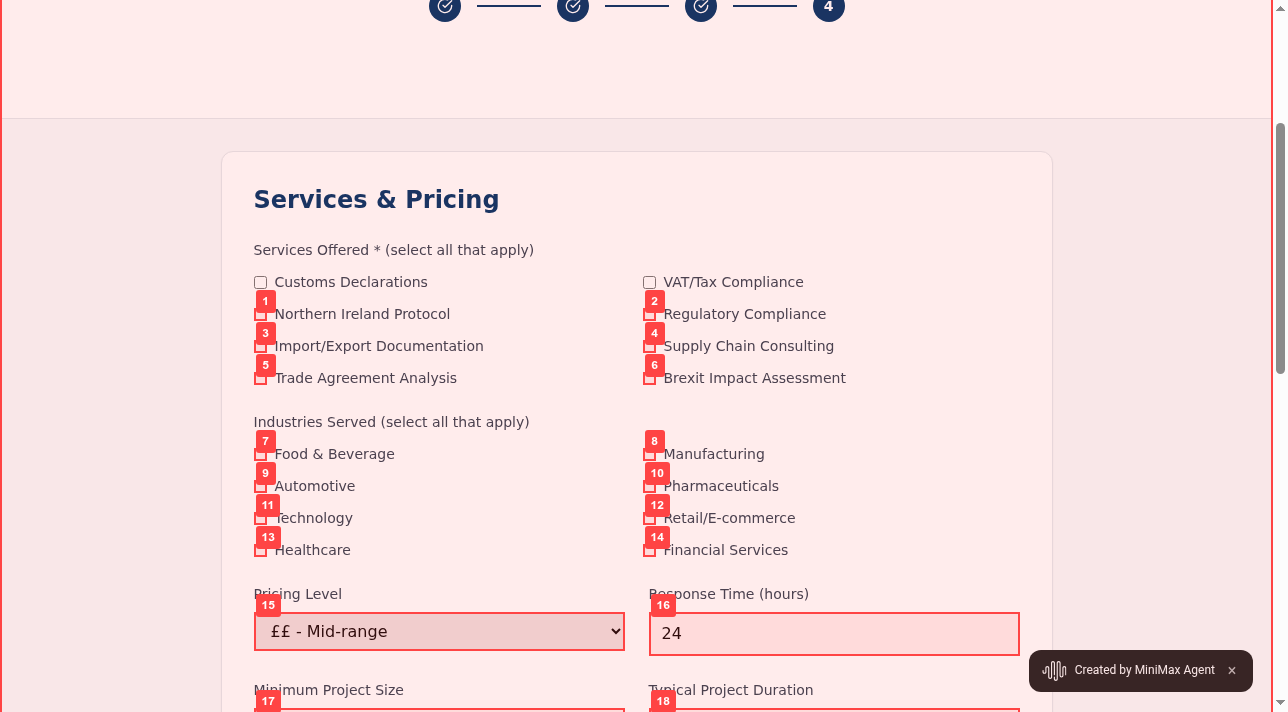 4
Services & Pricing
Services Offered * (select all that apply)
Customs Declarations
VAT/Tax Compliance
1
2
Northern Ireland Protocol
Regulatory Compliance
3
4
Import/Export Documentation
Supply Chain Consulting
5
6
Trade Agreement Analysis
Brexit Impact Assessment
Industries Served (select all that apply)
7
8
Food & Beverage
Manufacturing
9
10
Automotive
Pharmaceuticals
11
12
Technology
Retail/E-commerce
13
14
Healthcare
Financial Services
Pricing Level
Response Time (hours)
15
16
££ - Mid-range
24
Created by MiniMax Agent ×
Minimum Project Size
Typical Project Duration
17
18